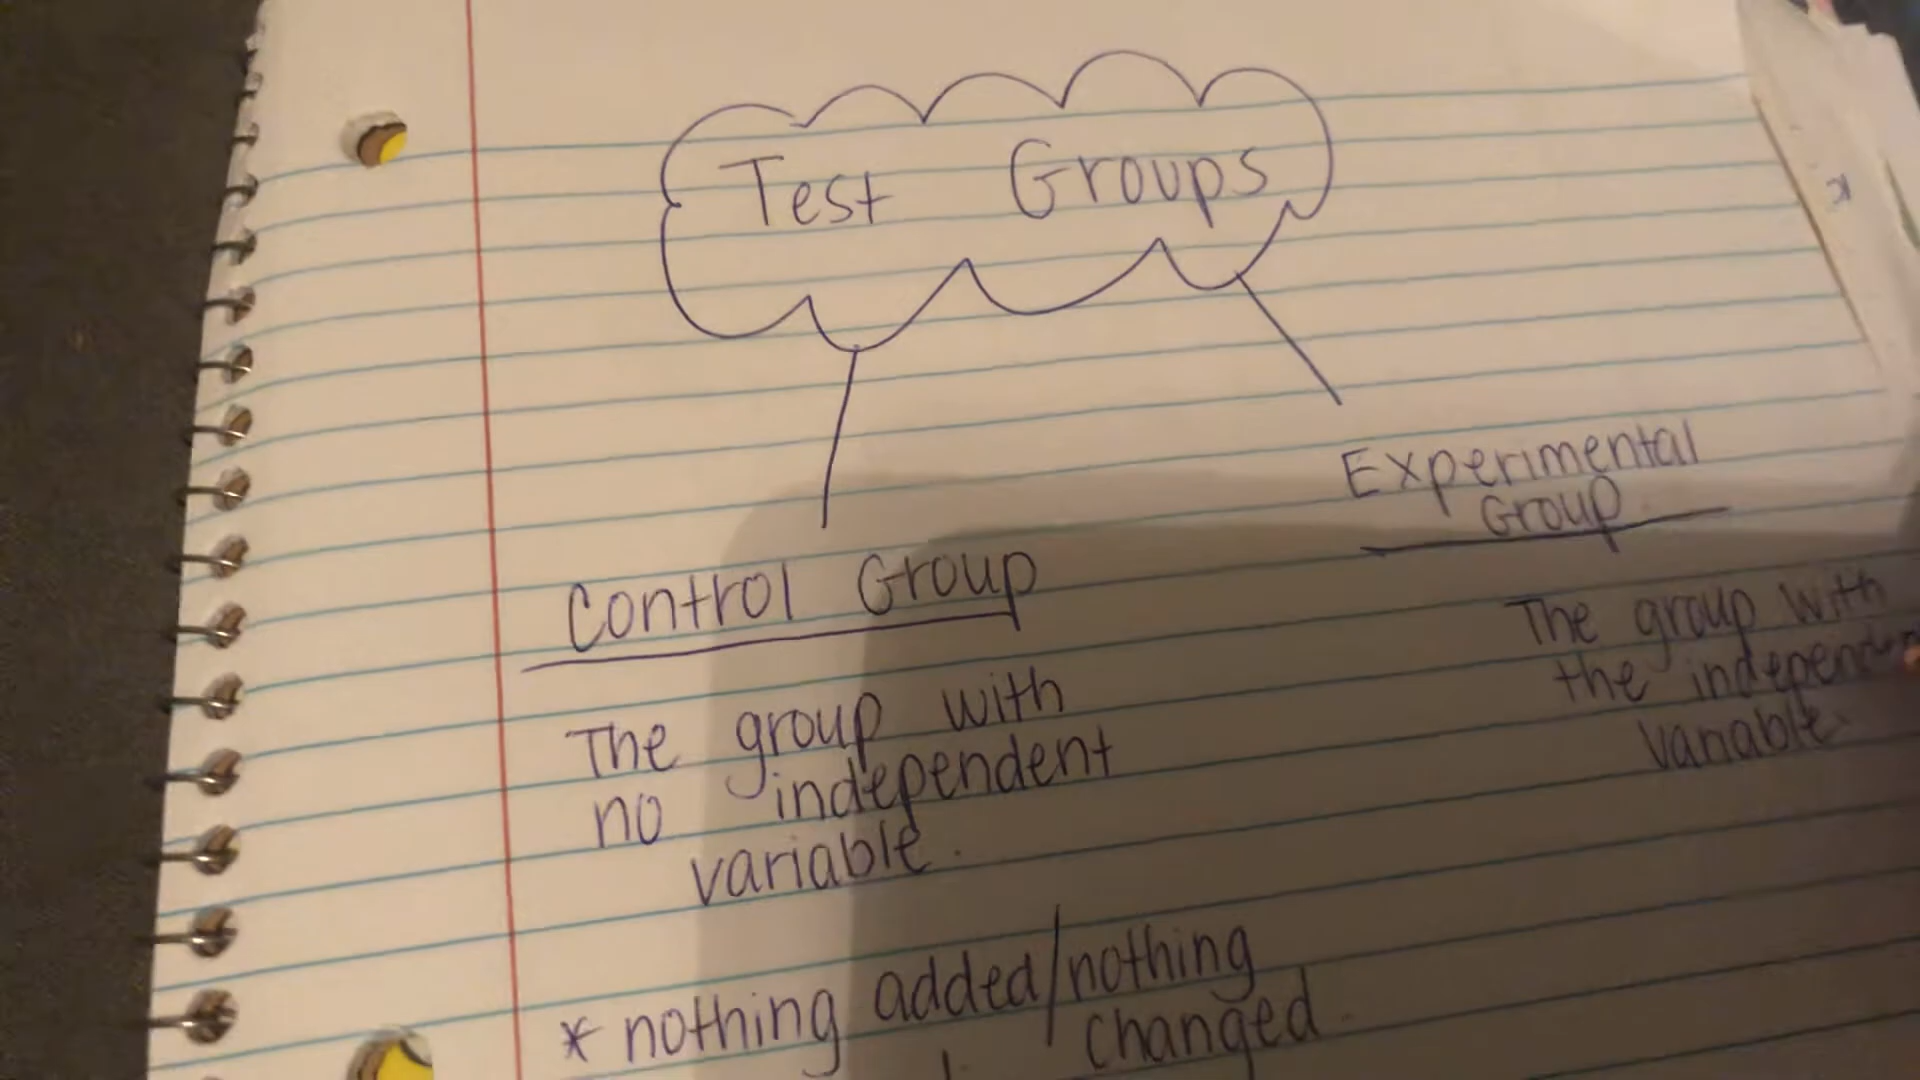 Test Groups
Control Group
The group with
no independent
variable.
* nothing added/nothing
changed.
Experimental
Group
The group with
the independent
variable.